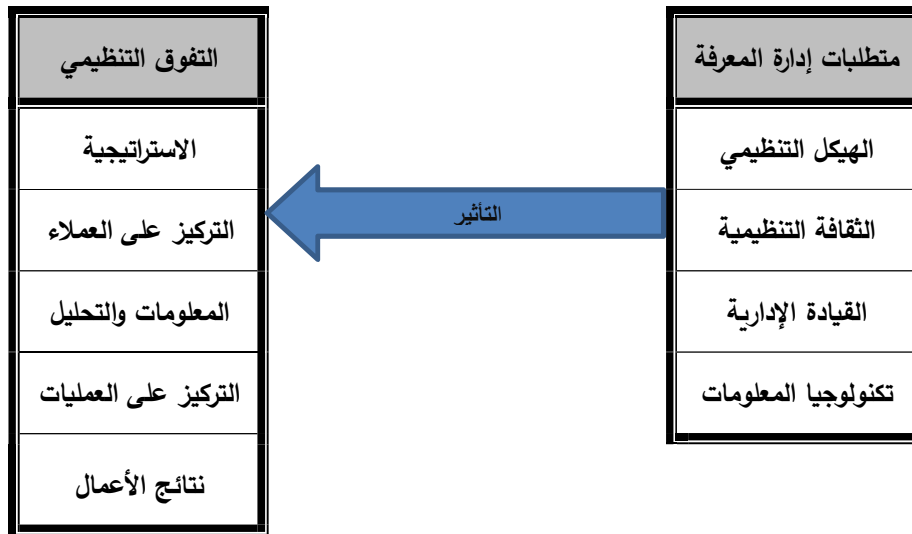 متطلبات إدارة المعرفة
الهيكل التنظيمي
الثقافة التنظيمية
القيادة الإدارية
تكنولوجيا المعلومات
التأثير
التفوق التنظيمي
الاستراتيجية
التركيز على العملاء
المعلومات والتحليل
التركيز على العمليات
نتائج الأعمال